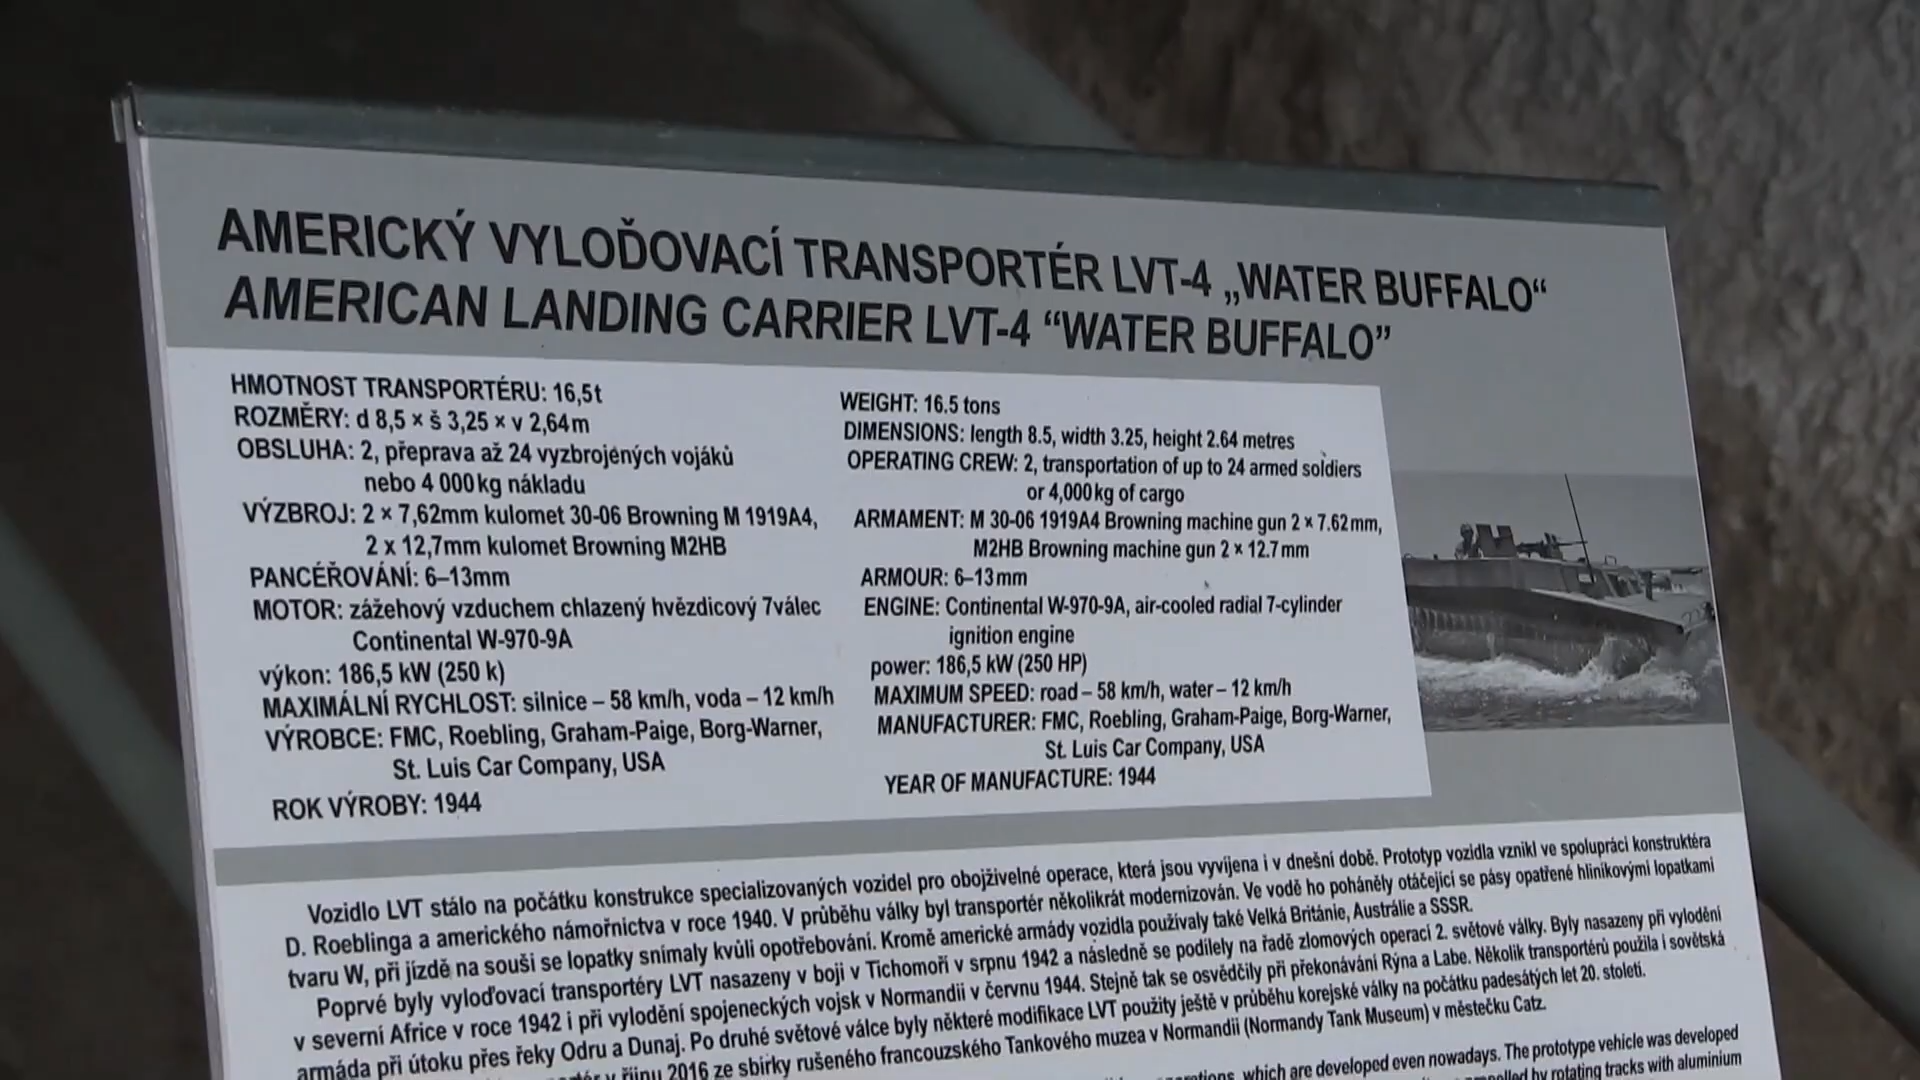 AMERICKÝ VYLOĎOVACÍ TRANSPORTÉR LVT-4 „WATER BUFFALO“
AMERICAN LANDING CARRIER LVT-4 “WATER BUFFALO”
HMOTNOST TRANSPORTÉRU: 16,5t
ROZMĚRY: d 8,5 × š 3,25 × v 2,64m
OBSLUHA: 2, přeprava až 24 vyzbrojených vojáků
nebo 4 000kg nákladu
VÝZBROJ: 2 × 7,62mm kulomet 30-06 Browning M 1919A4,
2 x 12,7mm kulomet Browning M2HB
PANCÉŘOVÁNÍ: 6–13mm
MOTOR: zážehový vzduchem chlazený hvězdicový 7válec
Continental W-970-9A
výkon: 186,5 kW (250 k)
MAXIMÁLNÍ RYCHLOST: silnice – 58 km/h, voda – 12 km/h
VÝROBCE: FMC, Roebling, Graham-Paige, Borg-Warner,
St. Luis Car Company, USA
ROK VÝROBY: 1944
WEIGHT: 16.5 tons
DIMENSIONS: length 8.5, width 3.25, height 2.64 metres
OPERATING CREW: 2, transportation of up to 24 armed soldiers
or 4,000kg of cargo
ARMAMENT: M 30-06 1919A4 Browning machine gun 2 × 7.62mm,
M2HB Browning machine gun 2 × 12.7 mm
ARMOUR: 6–13mm
ENGINE: Continental W-970-9A, air-cooled radial 7-cylinder
ignition engine
power: 186,5 kW (250 HP)
MAXIMUM SPEED: road – 58 km/h, water – 12 km/h
MANUFACTURER: FMC, Roebling, Graham-Paige, Borg-Warner,
St. Luis Car Company, USA
YEAR OF MANUFACTURE: 1944
Vozidlo LVT stálo na počátku konstrukce specializovaných vozidel pro obojživelné operace, která jsou vyvíjena i v dnešní době. Prototyp vozidla vznikl ve spolupráci konstruktéra
D. Roeblinga a amerického námořnictva v roce 1940. V průběhu války byl transportér několikrát modernizován. Ve vodě ho poháněly otáčející se pásy opatřené hliníkovými lopatkami
tvaru W, při jízdě na souši se lopatky snímaly kvůli opotřebování. Kromě americké armády vozidla používaly také Velká Británie, Austrálie a SSSR.
Poprvé byly vyloďovací transportéry LVT nasazeny v boji v Tichomoří v srpnu 1942 a následně se podílely na řadě zlomových operací 2. světové války. Byly nasazeny při vylodění
v severní Africe v roce 1942 i při vylodění spojeneckých vojsk v Normandii v červnu 1944. Stejně tak se osvědčily při překonávání Rýna a Labe. Několik transportérů použila i sovětská
armáda při útoku přes řeky Odru a Dunaj. Po druhé světové válce byly některé modifikace LVT použity ještě v průběhu korejské války na počátku padesátých let 20. století.
v říjnu 2016 ze sbírky rušeného francouzského Tankového muzea v Normandii (Normandy Tank Museum) v městečku Catz.
which are developed even nowadays. The prototype vehicle was developed
by rotating tracks with aluminium